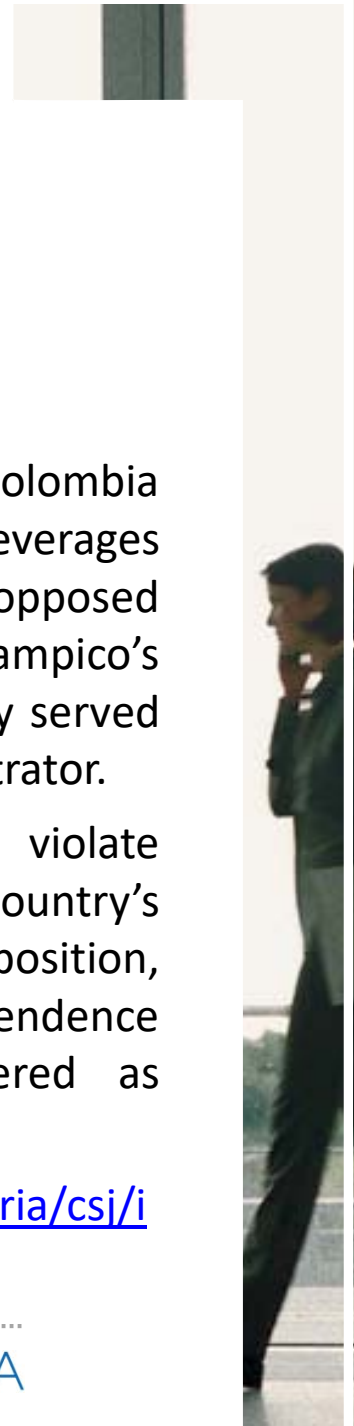 olombia
everages
opposed
ampico's
y served
trator.
violate
ountry's
position,
endence
ered as
ria/csj/i
...
A